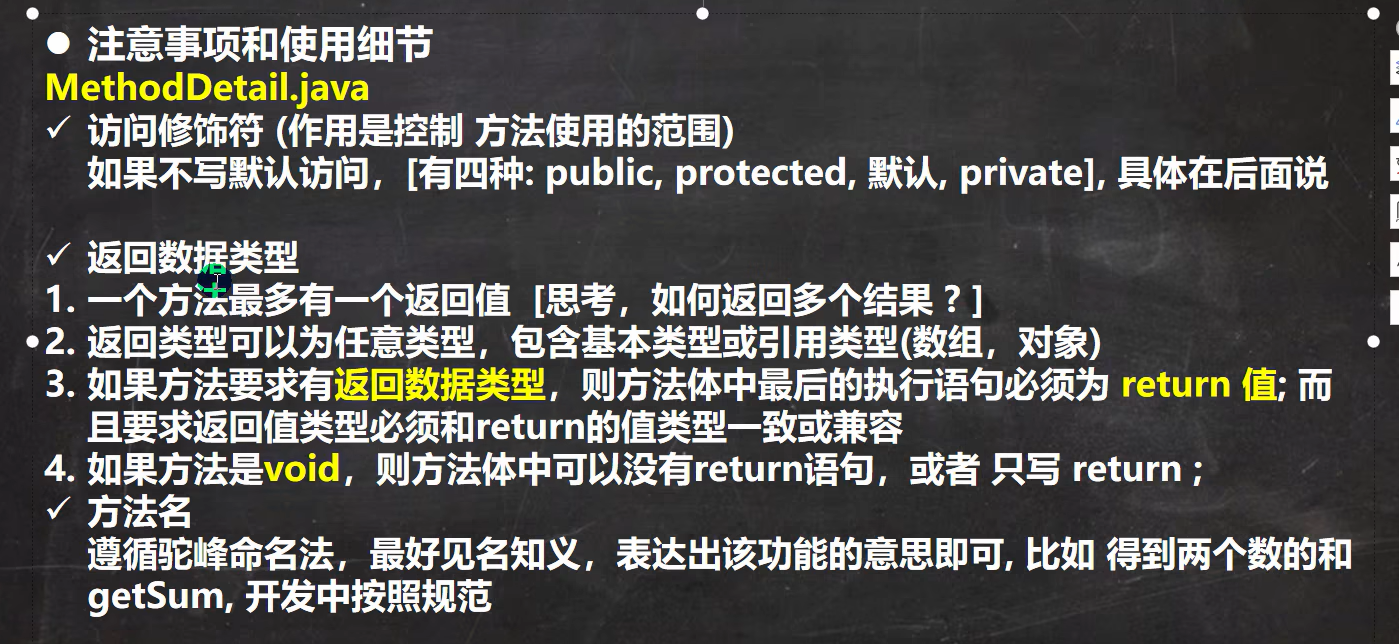 ● 注意事项和使用细节
MethodDetail.java
✓ 访问修饰符 (作用是控制 方法使用的范围)
如果不写默认访问，[有四种: public, protected, 默认, private], 具体在后面说
✓ 返回数据类型
1. 一个方法最多有一个返回值 [思考，如何返回多个结果？]
2. 返回类型可以为任意类型，包含基本类型或引用类型(数组，对象)
3. 如果方法要求有返回数据类型，则方法体中最后的执行语句必须为 return 值; 而
且要求返回值类型必须和return的值类型一致或兼容
4. 如果方法是void，则方法体中可以没有return语句，或者 只写 return ;
✓ 方法名
遵循驼峰命名法，最好见名知义，表达出该功能的意思即可, 比如 得到两个数的和
getSum, 开发中按照规范